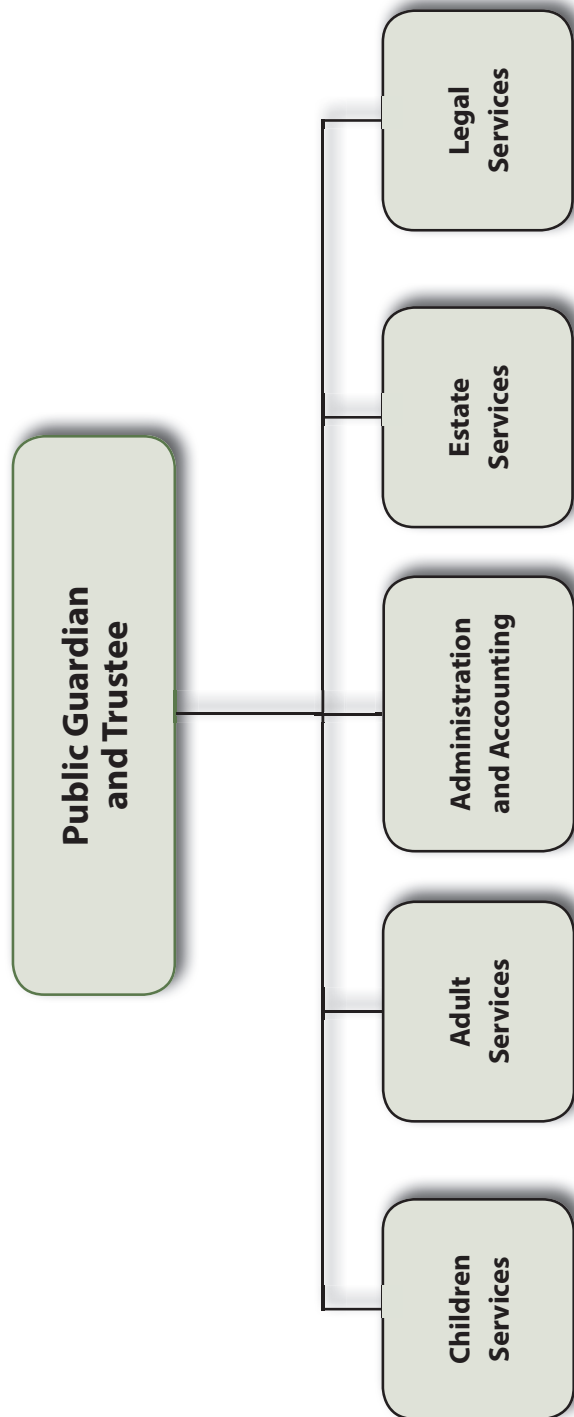 Public Guardian
and Trustee
Children
Services
Adult
Services
Administration
and Accounting
Estate
Services
Legal
Services